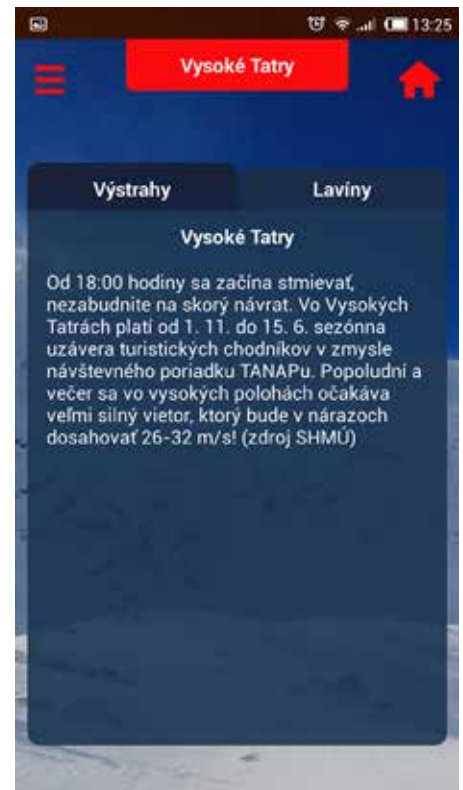 13:25
Vysoké Tatry
Výstrahy
Lavíny
Vysoké Tatry
Od 18:00 hodiny sa začína stmievať,
nezabudnite na skorý návrat. Vo Vysokých
Tatrách platí od 1. 11. do 15. 6. sezónna
uzávera turistických chodníkov v zmysle
návštevného poriadku TANAPu. Popoludní a
večer sa vo vysokých polohách očakáva
veľmi silný vietor, ktorý bude v nárazoch
dosahovať 26-32 m/s! (zdroj SHMÚ)